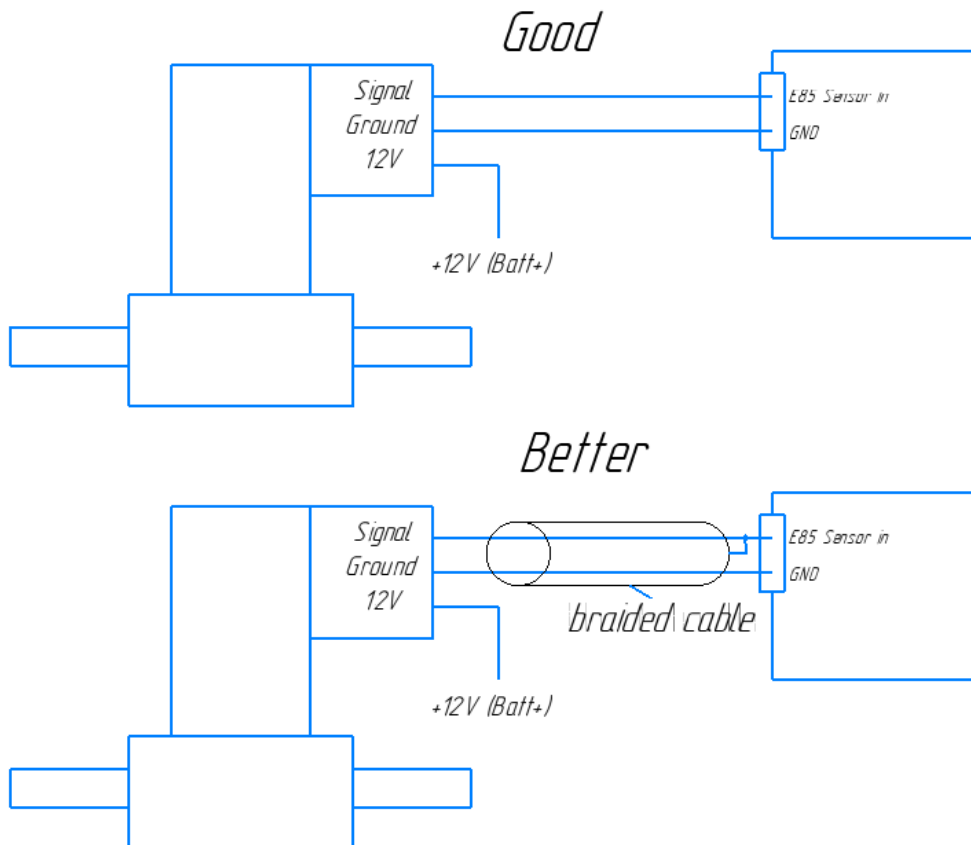 Good
Signal
Ground
12V
E85 Sensor in
GND
+12V (Batt+)
Better
Signal
Ground
12V
E85 Sensor in
GND
braided cable
+12V (Batt+)